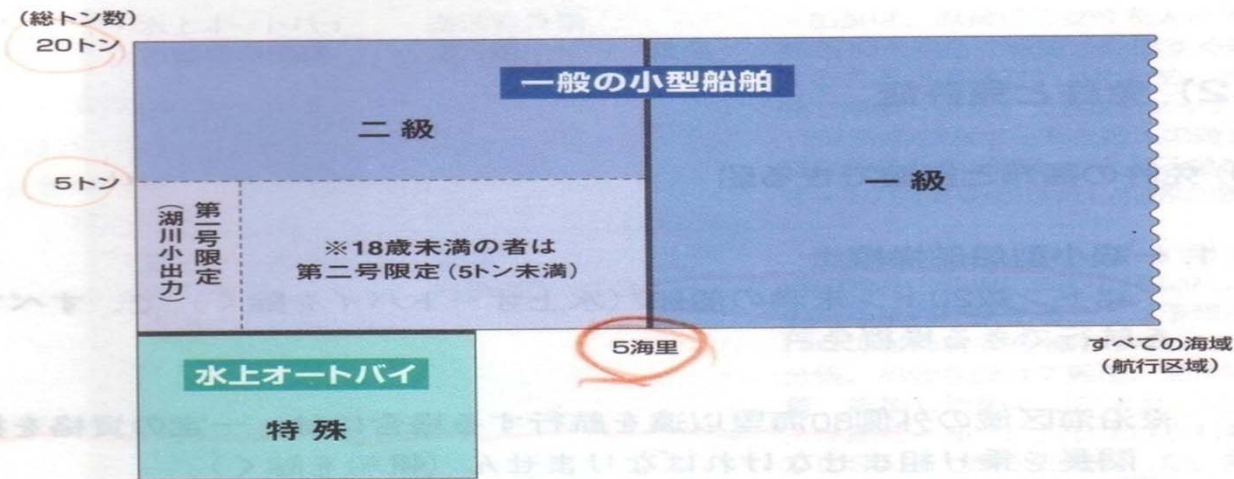 (総トン数)
20トン
一般の小型船舶
二級
一級
5トン
第一号限定
(湖川小出力)
※18歳未満の者は
第二号限定(5トン未満)
5海里
すべての海域
(航行区域)
水上オートバイ
特殊